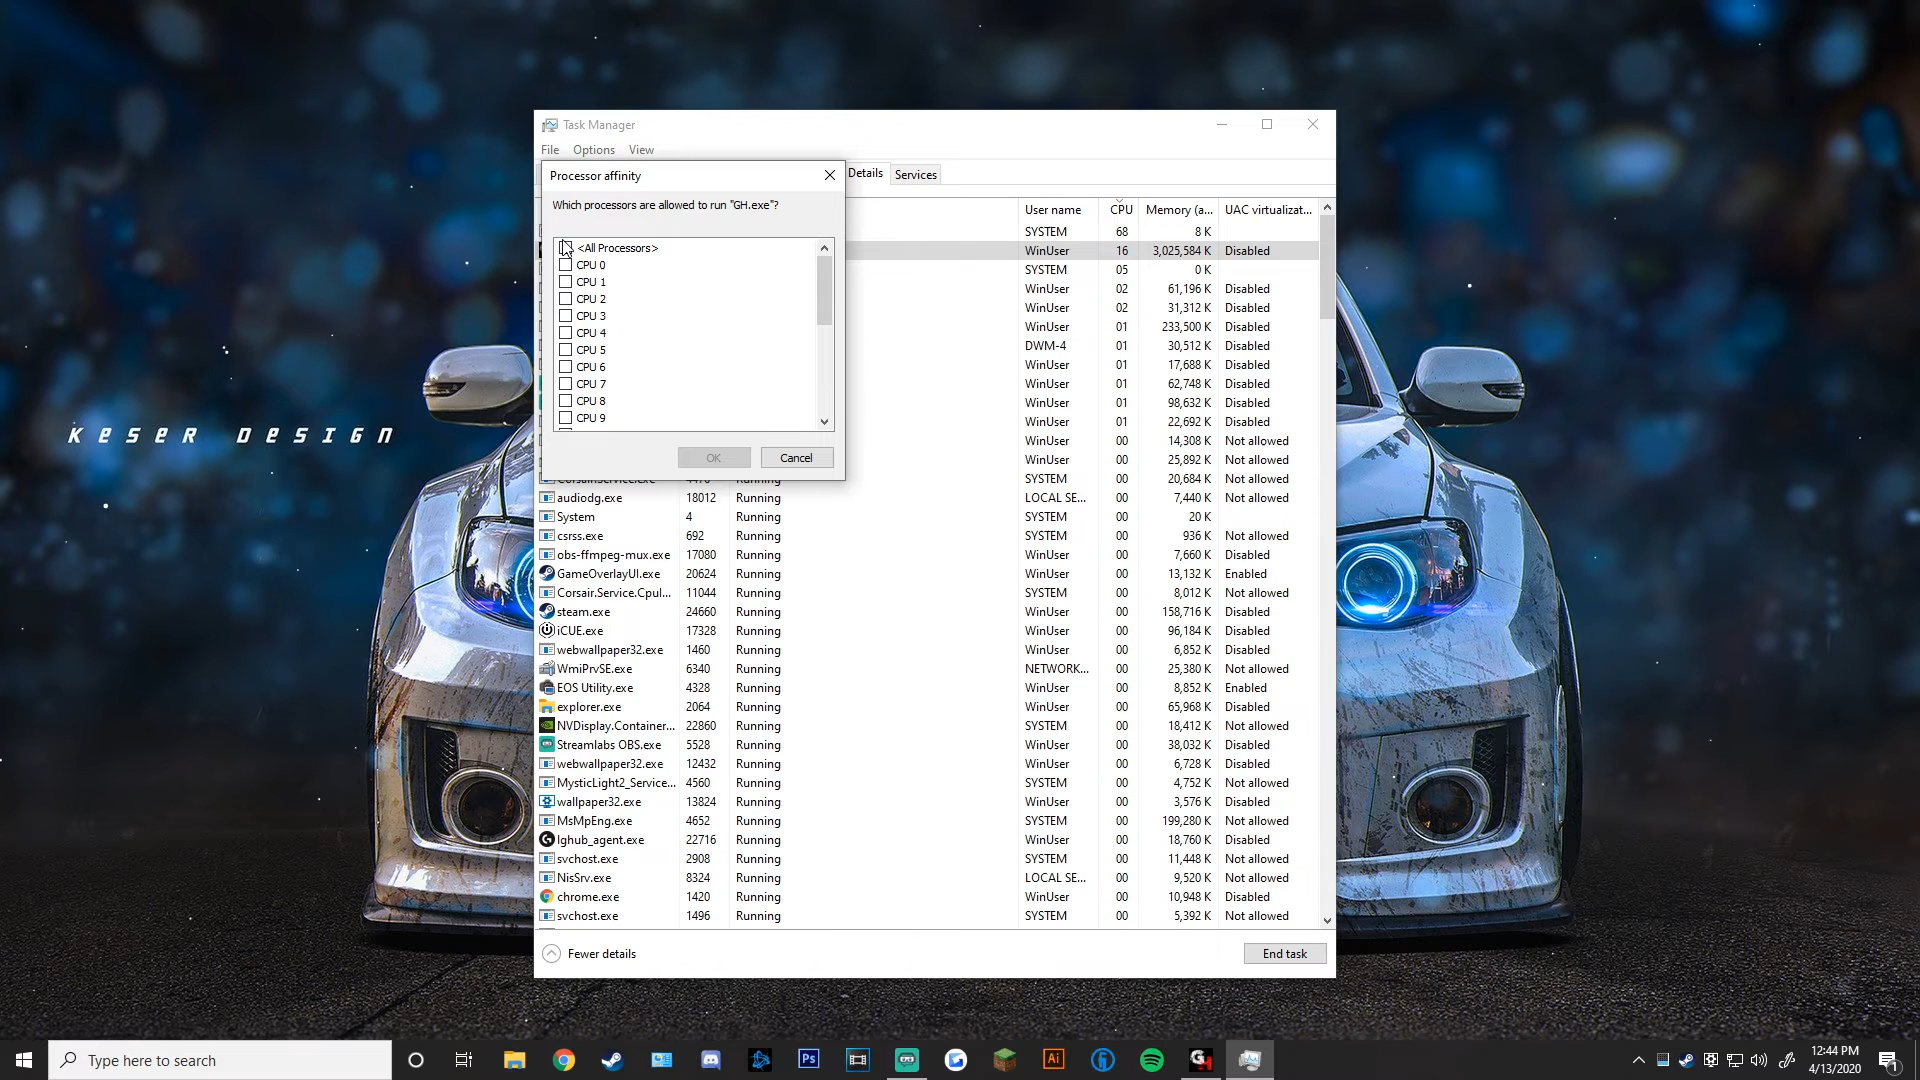 Task Manager
File Options View
Processor affinity
Details Services
Which processors are allowed to run "GH.exe"?
<All Processors>
CPU 0
CPU 1
CPU 2
CPU 3
CPU 4
CPU 5
CPU 6
CPU 7
CPU 8
CPU 9
OK Cancel
User name CPU Memory (a... UAC virtualizat...
SYSTEM 68 8 K
WinUser 16 3,025,584 K Disabled
SYSTEM 05 0 K
WinUser 02 61,196 K Disabled
WinUser 02 31,312 K Disabled
WinUser 01 233,500 K Disabled
DWM-4 01 30,512 K Disabled
WinUser 01 17,688 K Disabled
WinUser 01 62,748 K Disabled
WinUser 01 98,632 K Disabled
WinUser 01 22,692 K Disabled
WinUser 00 14,308 K Not allowed
WinUser 00 25,892 K Not allowed
SYSTEM 00 20,684 K Not allowed
audiodg.exe 18012 Running LOCAL SE... 00 7,440 K Not allowed
System 4 Running SYSTEM 00 20 K
csrss.exe 692 Running SYSTEM 00 936 K Not allowed
obs-ffmpeg-mux.exe 17080 Running WinUser 00 7,660 K Disabled
GameOverlayUI.exe 20624 Running WinUser 00 13,132 K Enabled
Corsair.Service.Cpul... 11044 Running SYSTEM 00 8,012 K Not allowed
steam.exe 24660 Running WinUser 00 158,716 K Disabled
iCUE.exe 17328 Running WinUser 00 96,184 K Disabled
webwallpaper32.exe 1460 Running WinUser 00 6,852 K Disabled
WmiPrvSE.exe 6340 Running NETWORK... 00 25,380 K Not allowed
EOS Utility.exe 4328 Running WinUser 00 8,852 K Enabled
explorer.exe 2064 Running WinUser 00 65,968 K Disabled
NVDisplay.Container... 22860 Running SYSTEM 00 18,412 K Not allowed
Streamlabs OBS.exe 5528 Running WinUser 00 38,032 K Disabled
webwallpaper32.exe 12432 Running WinUser 00 6,728 K Disabled
MysticLight2_Service... 4560 Running SYSTEM 00 4,752 K Not allowed
wallpaper32.exe 13824 Running WinUser 00 3,576 K Disabled
MsMpEng.exe 4652 Running SYSTEM 00 199,280 K Not allowed
lghub_agent.exe 22716 Running WinUser 00 18,760 K Disabled
svchost.exe 2908 Running SYSTEM 00 11,448 K Not allowed
NisSrv.exe 8324 Running LOCAL SE... 00 9,520 K Not allowed
chrome.exe 1420 Running WinUser 00 10,948 K Disabled
svchost.exe 1496 Running SYSTEM 00 5,392 K Not allowed
Fewer details End task
KESER DESIGN
Type here to search
Ps
Ai
12:44 PM
4/13/2020
1